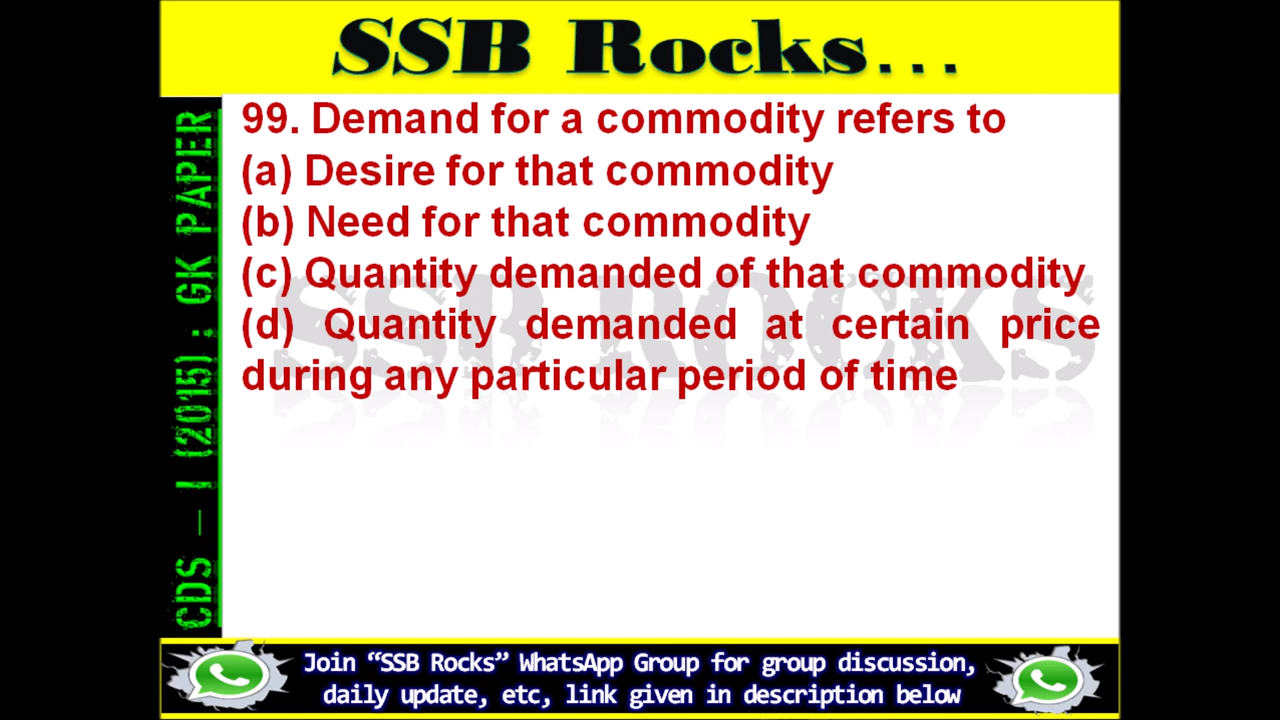 SSB Rocks...
CDS – I (2015) : GK PAPER
99. Demand for a commodity refers to
(a) Desire for that commodity
(b) Need for that commodity
(c) Quantity demanded of that commodity
(d) Quantity demanded at certain price
during any particular period of time
SSB ROCKS
Join “SSB Rocks” WhatsApp Group for group discussion,
daily update, etc, link given in description below